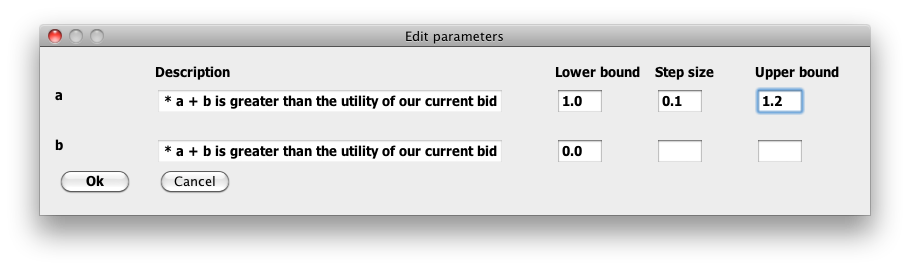 Edit parameters
Description Lower bound Step size Upper bound
a
* a + b is greater than the utility of our current bid 1.0 0.1 1.2
b
* a + b is greater than the utility of our current bid 0.0
Ok Cancel